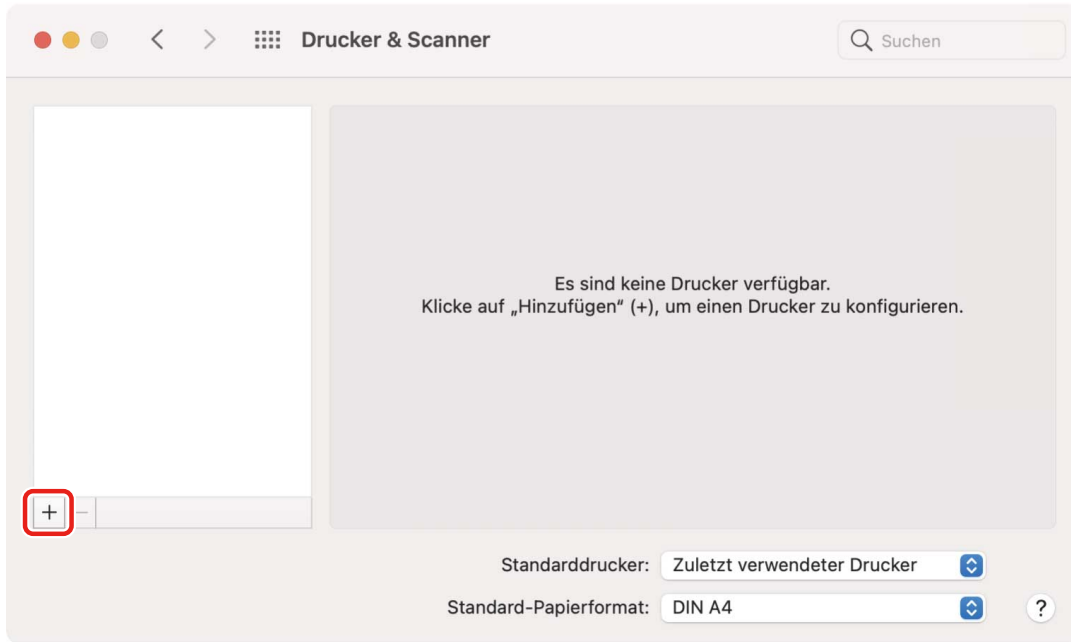 Drucker & Scanner
Suchen
Es sind keine Drucker verfügbar.
Klicke auf „Hinzufügen“ (+), um einen Drucker zu konfigurieren.
+ −
Standarddrucker: Zuletzt verwendeter Drucker
Standard-Papierformat: DIN A4
?